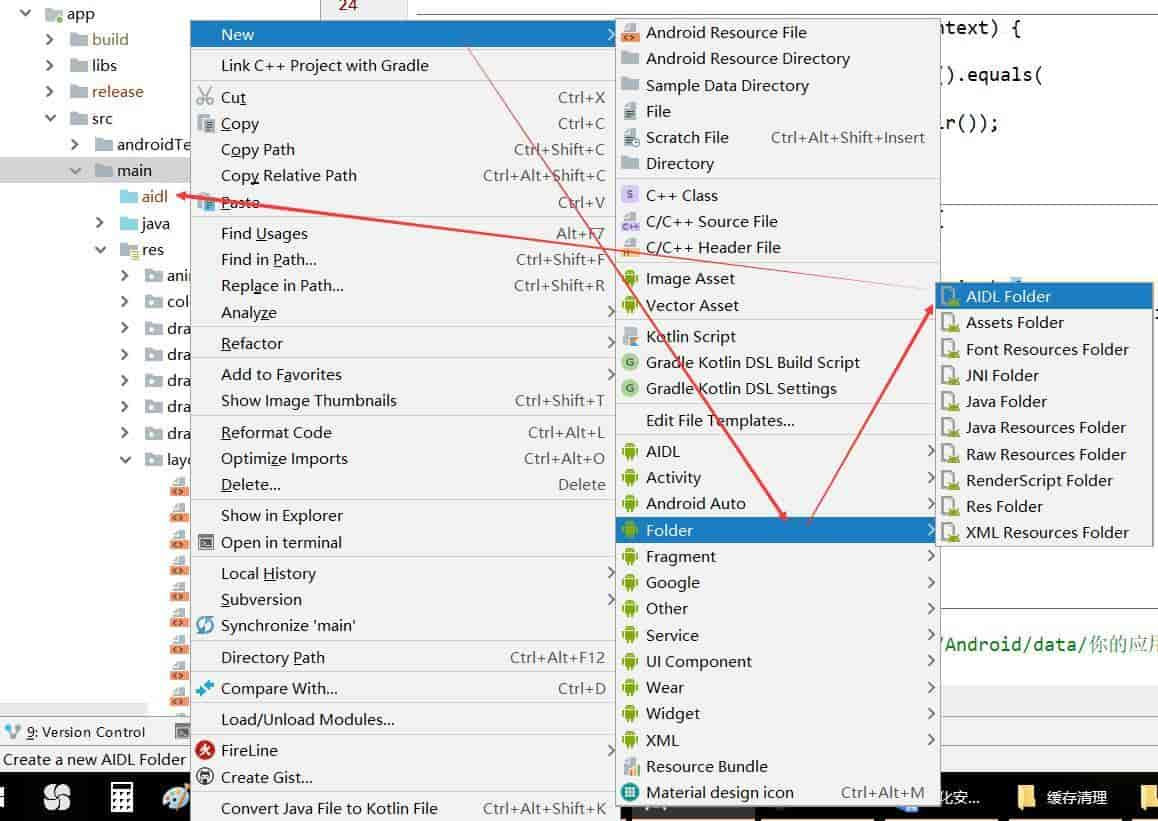 app
build
libs
release
src
androidTe
main
aidl
java
res
ani
col
dra
dra
dra
dra
dra
layo
9: Version Control
Create a new AIDL Folder
24
New
Link C++ Project with Gradle
Cut Ctrl+X
Copy Ctrl+C
Copy Path Ctrl+Shift+C
Copy Relative Path Ctrl+Alt+Shift+C
Paste Ctrl+V
Find Usages Alt+F7
Find in Path... Ctrl+Shift+F
Replace in Path... Ctrl+Shift+R
Analyze
Refactor
Add to Favorites
Show Image Thumbnails Ctrl+Shift+T
Reformat Code Ctrl+Alt+L
Optimize Imports Ctrl+Alt+O
Delete... Delete
Show in Explorer
Open in terminal
Local History
Subversion
Synchronize 'main'
Directory Path Ctrl+Alt+F12
Compare With... Ctrl+D
Load/Unload Modules...
FireLine
Create Gist...
Convert Java File to Kotlin File Ctrl+Alt+Shift+K
Android Resource File
Android Resource Directory
Sample Data Directory
File
Scratch File Ctrl+Alt+Shift+Insert
Directory
C++ Class
C/C++ Source File
C/C++ Header File
Image Asset
Vector Asset
Kotlin Script
Gradle Kotlin DSL Build Script
Gradle Kotlin DSL Settings
Edit File Templates...
AIDL
Activity
Android Auto
Folder
Fragment
Google
Other
Service
UI Component
Wear
Widget
XML
Resource Bundle
Material design icon Ctrl+Alt+M
AIDL Folder
Assets Folder
Font Resources Folder
JNI Folder
Java Folder
Java Resources Folder
Raw Resources Folder
RenderScript Folder
Res Folder
XML Resources Folder
ntext) {
).equals(
r());
/Android/data/你的应用
化安...
缓存清理